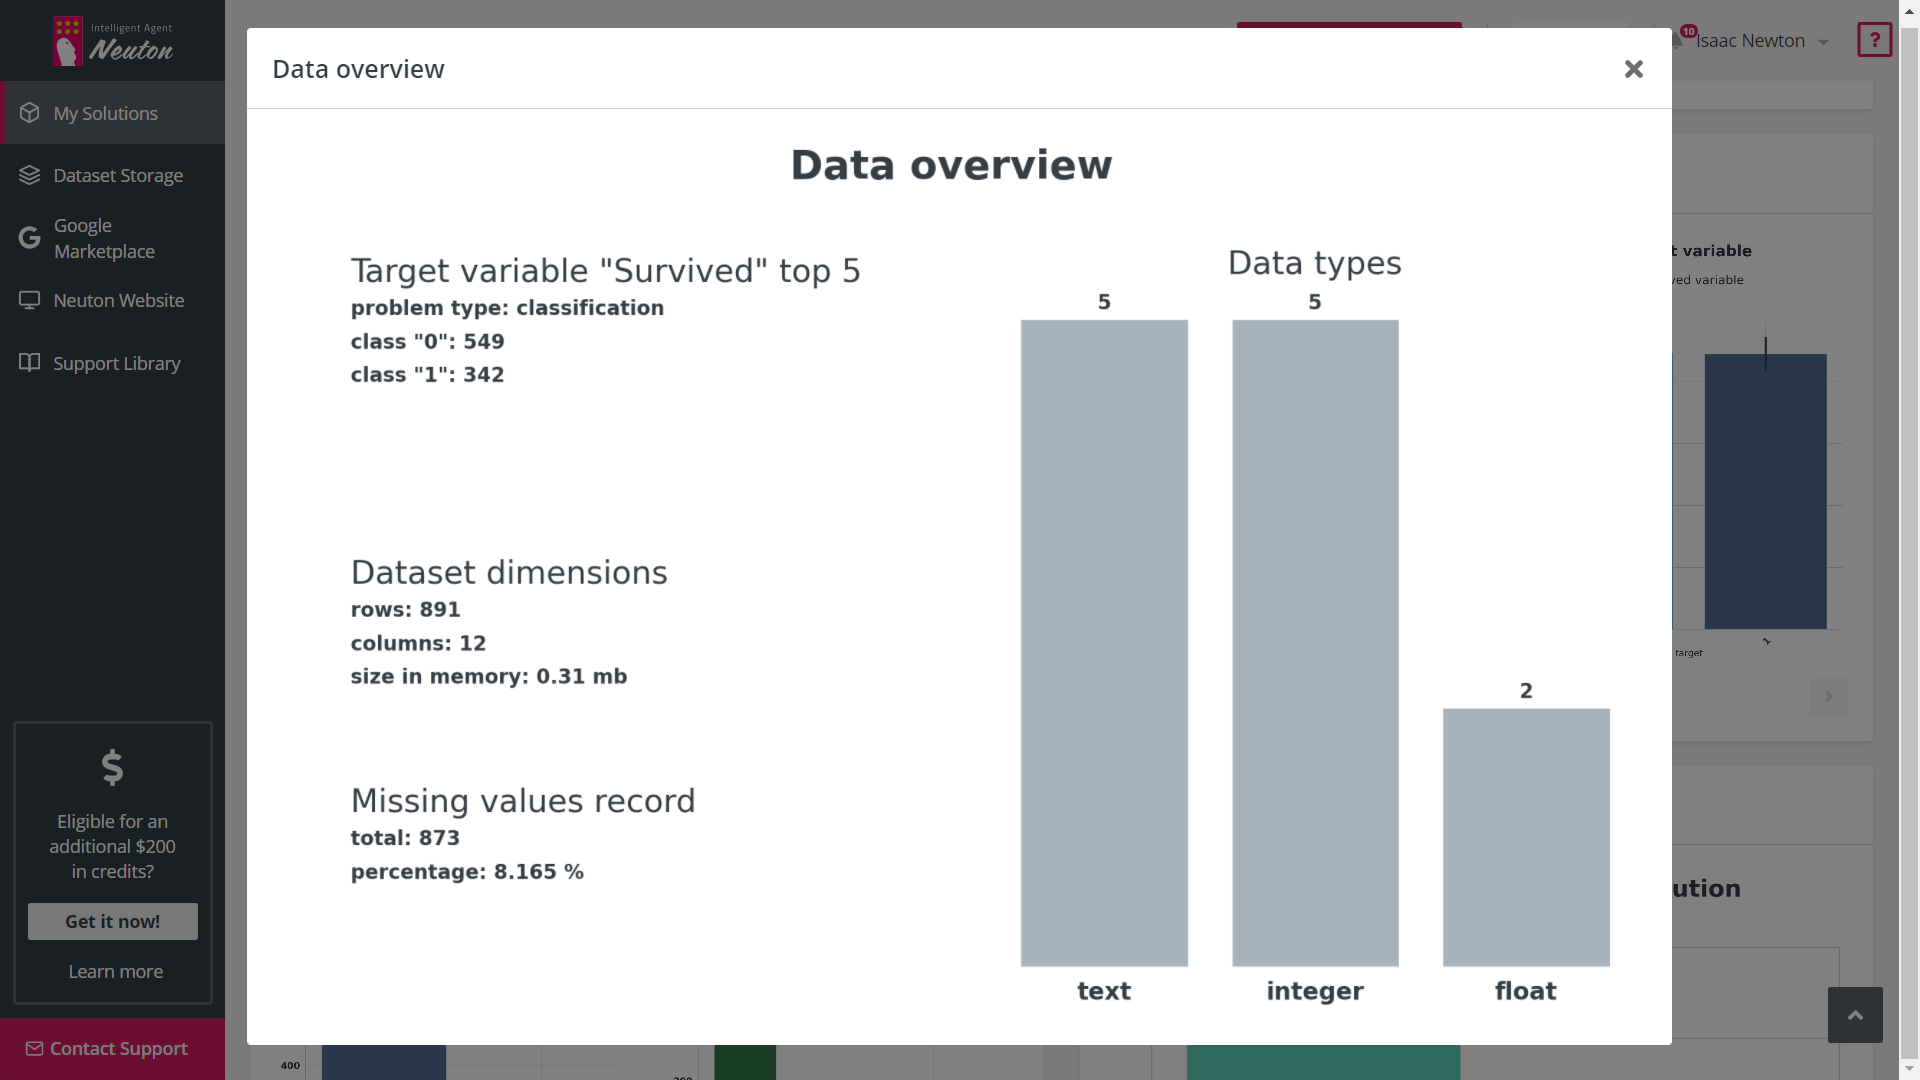 Intelligent Agent
Neuton
My Solutions
Dataset Storage
Google
Marketplace
Neuton Website
Support Library
$
Eligible for an
additional $200
in credits?
Get it now!
Learn more
Contact Support
10
Isaac Newton
?
Data overview
Data overview
Target variable "Survived" top 5
problem type: classification
class "0": 549
class "1": 342
Dataset dimensions
rows: 891
columns: 12
size in memory: 0.31 mb
Missing values record
total: 873
percentage: 8.165 %
Data types
5
5
2
text
integer
float
t variable
ved variable
1
target
ution
400